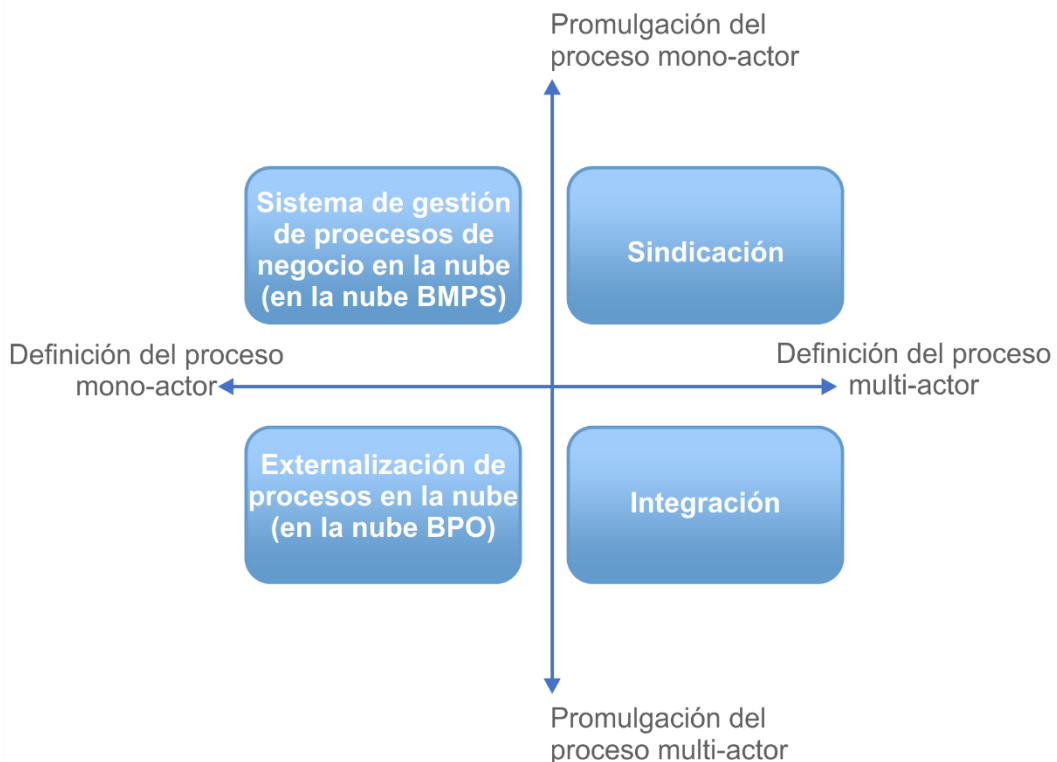 Promulgación del
proceso mono-actor
Sistema de gestión
de proecesos de
negocio en la nube
(en la nube BMPS)
Sindicación
Definición del proceso
mono-actor
Definición del proceso
multi-actor
Externalización de
procesos en la nube
(en la nube BPO)
Integración
Promulgación del
proceso multi-actor